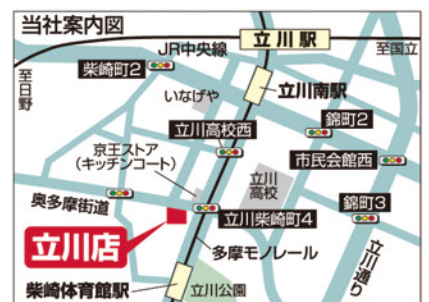 当社案内図
立川駅
JR中央線
至国立
至日野
柴崎町2
いなげや
立川南駅
立川高校西
錦町2
京王ストア
(キッチンコート)
市民会館西
立川
高校
奥多摩街道
錦町3
立川柴崎町4
立川店
多摩モノレール
立川通り
柴崎体育館駅
立川公園